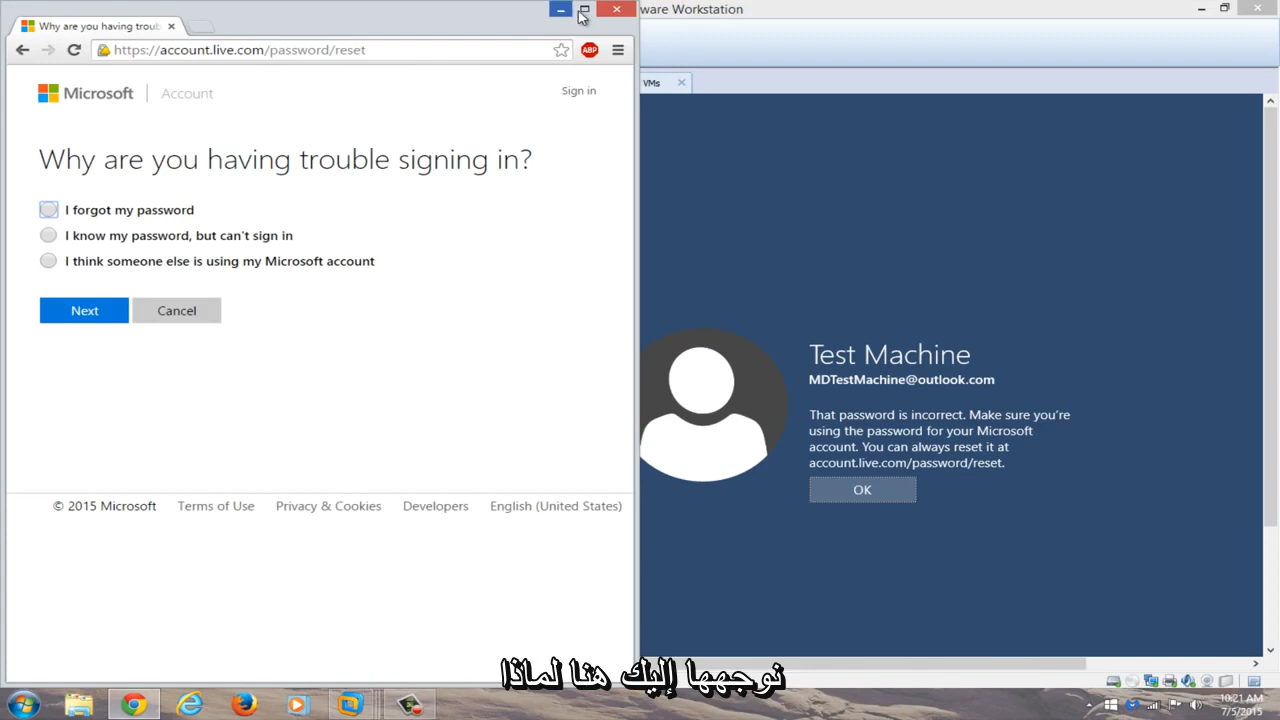 Why are you having troub
https://account.live.com/password/reset
ABP
Microsoft | Account
Sign in
Why are you having trouble signing in?
I forgot my password
I know my password, but can't sign in
I think someone else is using my Microsoft account
Next
Cancel
© 2015 Microsoft Terms of Use Privacy & Cookies Developers English (United States)
ware Workstation
VMs
Test Machine
MDTestMachine@outlook.com
That password is incorrect. Make sure you're
using the password for your Microsoft
account. You can always reset it at
account.live.com/password/reset.
OK
نوجهها إليك هنا لماذا
10:21 AM
7/5/2015